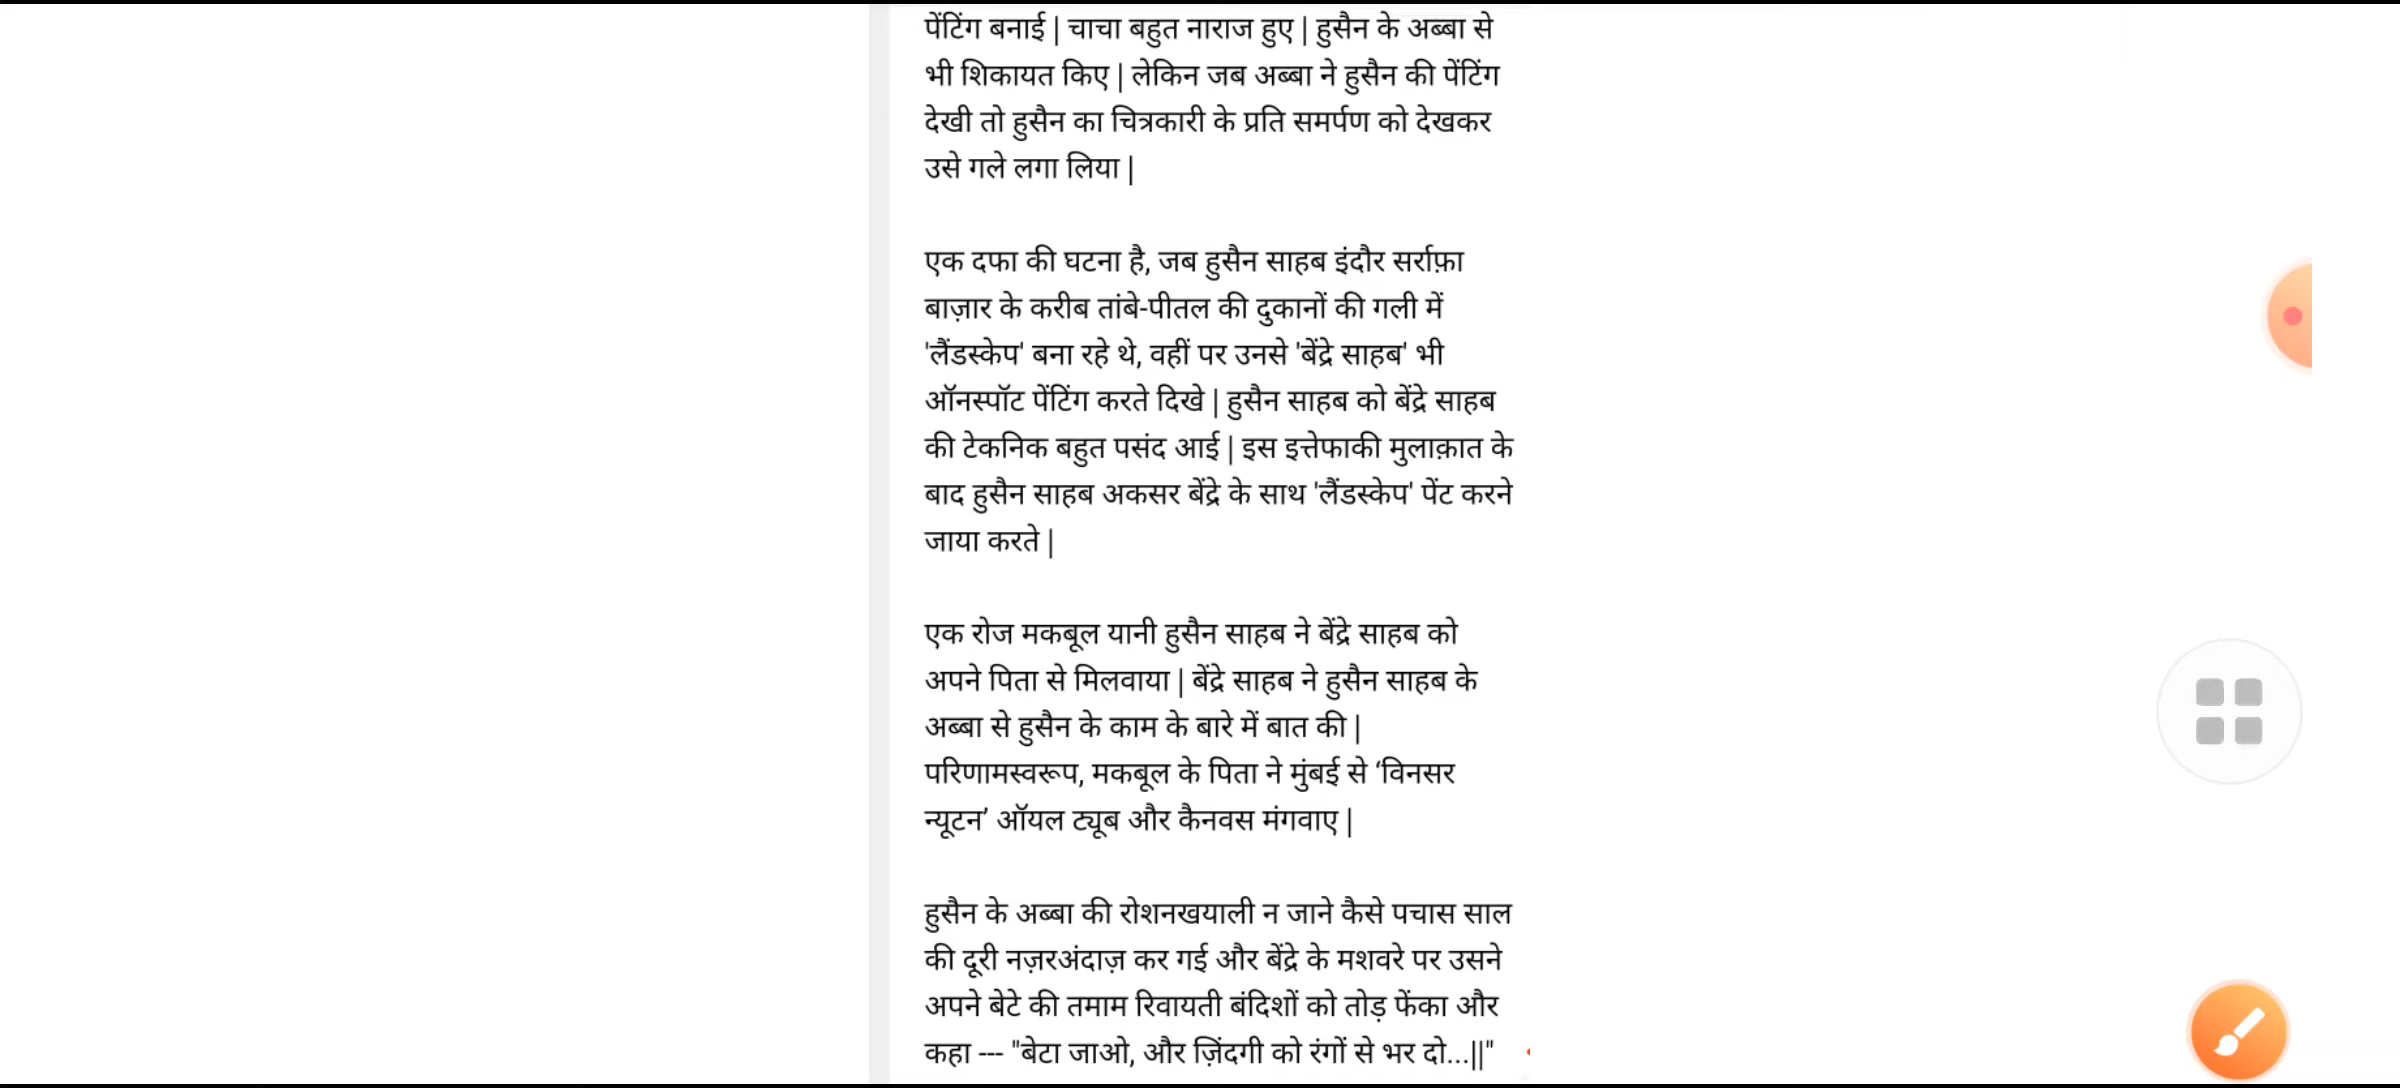 पेंटिंग बनाई | चाचा बहुत नाराज हुए | हुसैन के अब्बा से
भी शिकायत किए | लेकिन जब अब्बा ने हुसैन की पेंटिंग
देखी तो हुसैन का चित्रकारी के प्रति समर्पण को देखकर
उसे गले लगा लिया |
एक दफा की घटना है, जब हुसैन साहब इंदौर सर्राफ़ा
बाज़ार के करीब तांबे-पीतल की दुकानों की गली में
'लैंडस्केप' बना रहे थे, वहीं पर उनसे 'बेंद्रे साहब' भी
ऑनस्पॉट पेंटिंग करते दिखे | हुसैन साहब को बेंद्रे साहब
की टेकनिक बहुत पसंद आई | इस इत्तेफाकी मुलाक़ात के
बाद हुसैन साहब अकसर बेंद्रे के साथ 'लैंडस्केप' पेंट करने
जाया करते |
एक रोज मकबूल यानी हुसैन साहब ने बेंद्रे साहब को
अपने पिता से मिलवाया | बेंद्रे साहब ने हुसैन साहब के
अब्बा से हुसैन के काम के बारे में बात की |
परिणामस्वरूप, मकबूल के पिता ने मुंबई से ‘विनसर
न्यूटन’ ऑयल ट्यूब और कैनवस मंगवाए |
हुसैन के अब्बा की रोशनखयाली न जाने कैसे पचास साल
की दूरी नज़रअंदाज़ कर गई और बेंद्रे के मशवरे पर उसने
अपने बेटे की तमाम रिवायती बंदिशों को तोड़ फेंका और
कहा --- "बेटा जाओ, और ज़िंदगी को रंगों से भर दो...||"